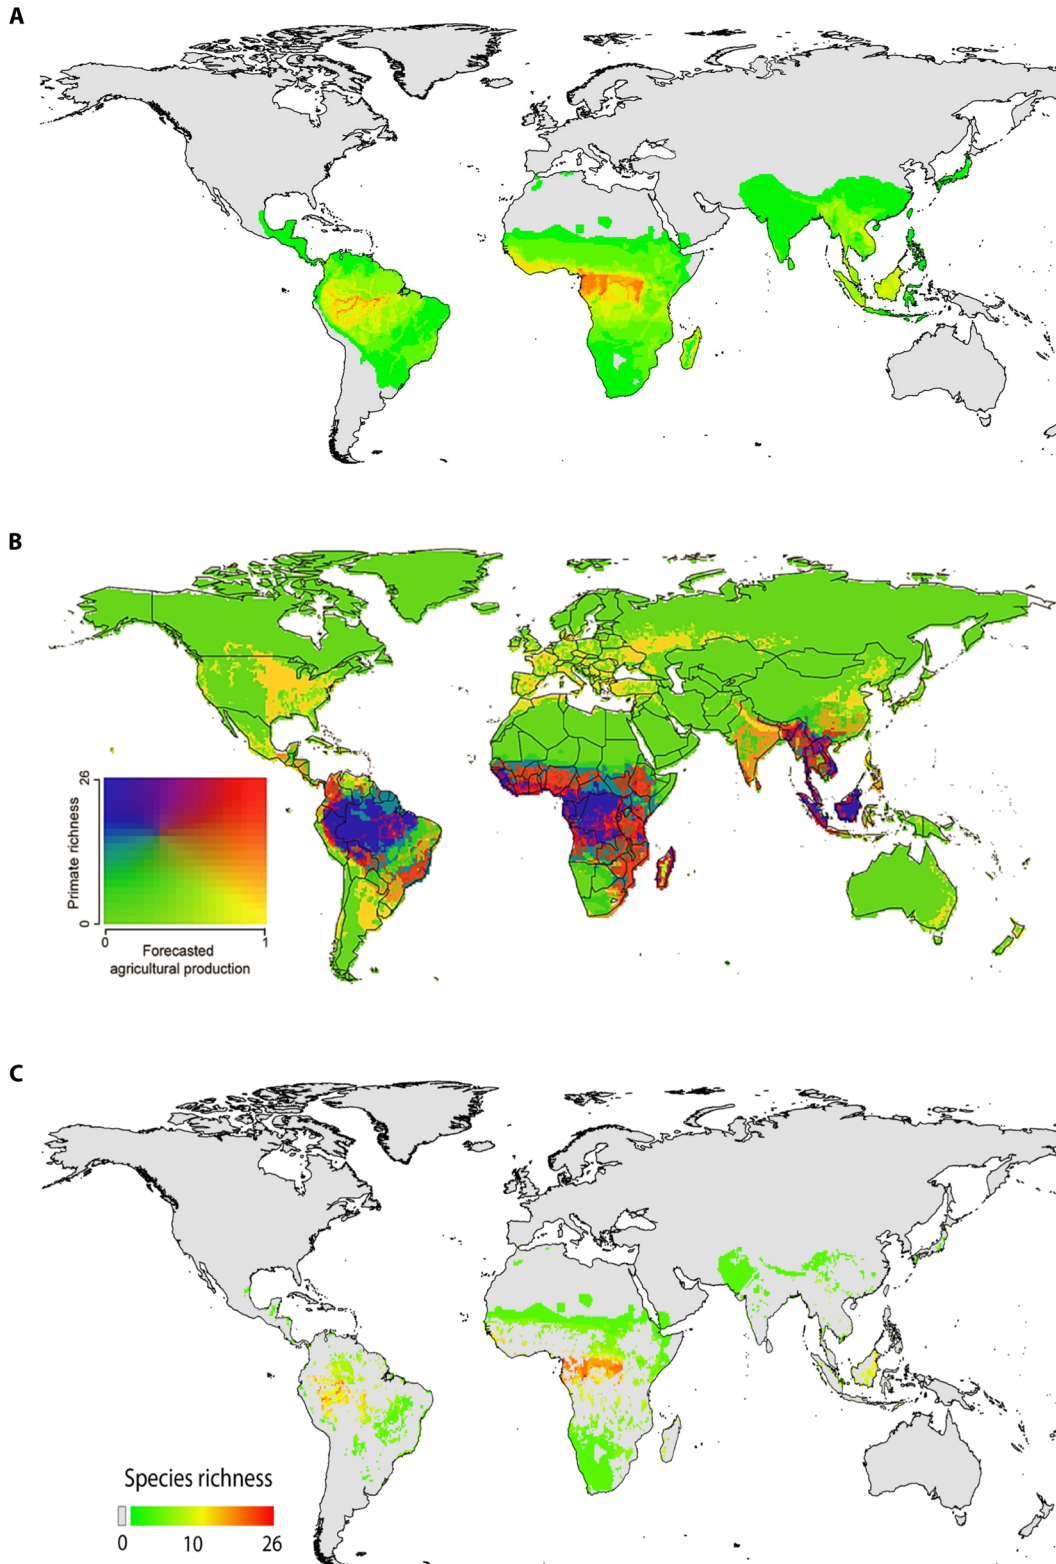 A
B
26
Primate richness
0
0
1
Forecasted
agricultural production
C
Species richness
0
10
26